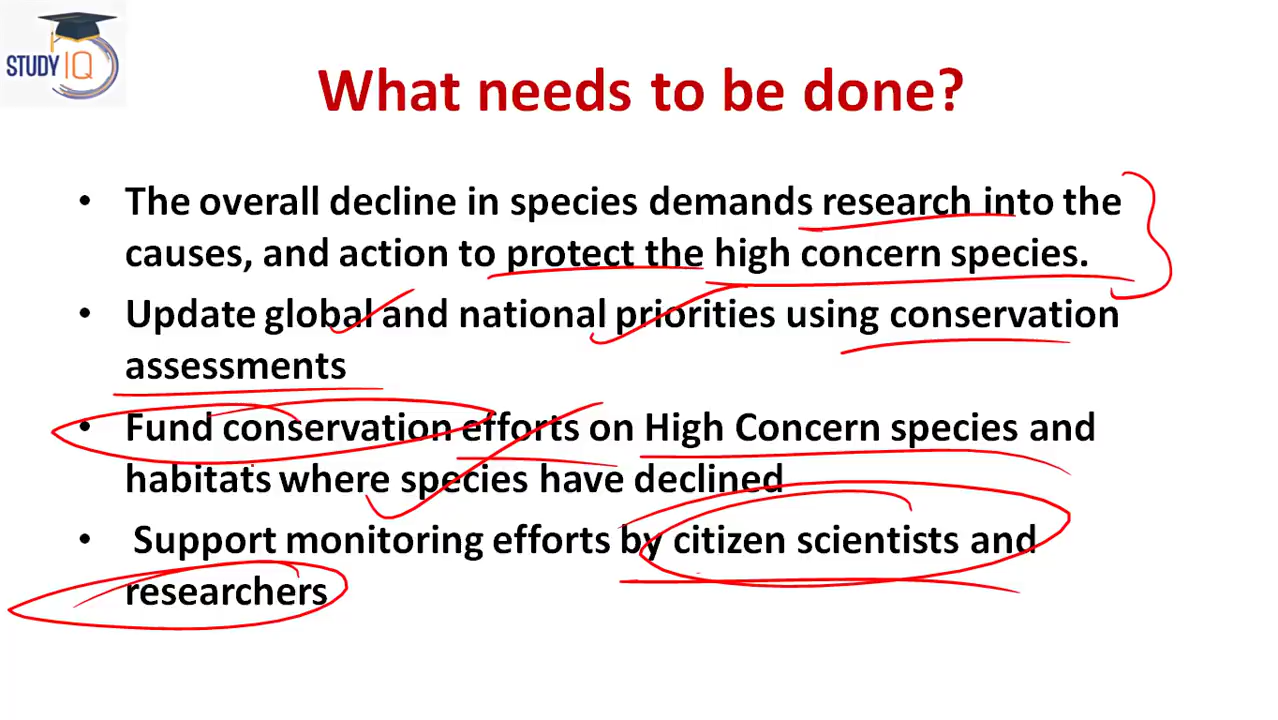 STUDY IQ
What needs to be done?
• The overall decline in species demands research into the
causes, and action to protect the high concern species.
• Update global and national priorities using conservation
assessments
• Fund conservation efforts on High Concern species and
habitats where species have declined
• Support monitoring efforts by citizen scientists and
researchers